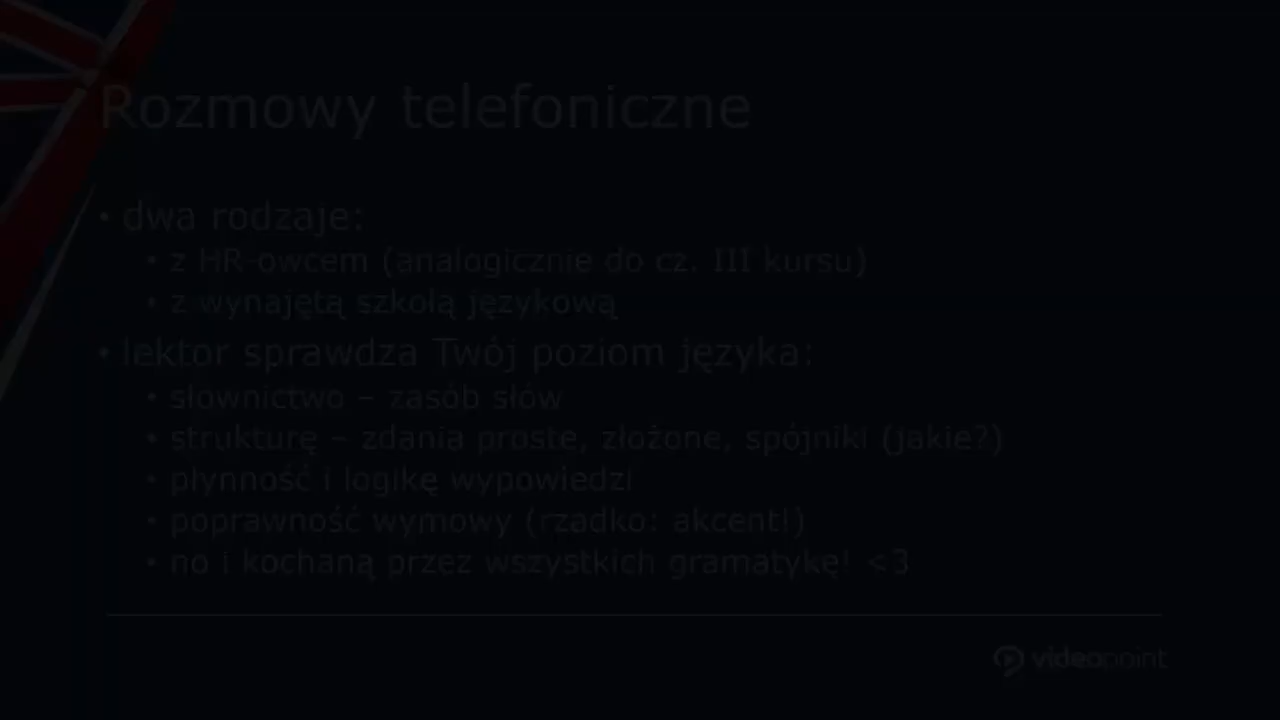 Rozmowy telefoniczne
• dwa rodzaje:
• z HR-owcem (analogicznie do cz. III kursu)
• z wynajętą szkołą językową
• lektor sprawdza Twój poziom języka:
• słownictwo – zasób słów
• strukturę – zdania proste, złożone, spójniki (jakie?)
• płynność i logikę wypowiedzi
• poprawność wymowy (rzadko: akcent!)
• no i kochaną przez wszystkich gramatykę! <3
videopoint